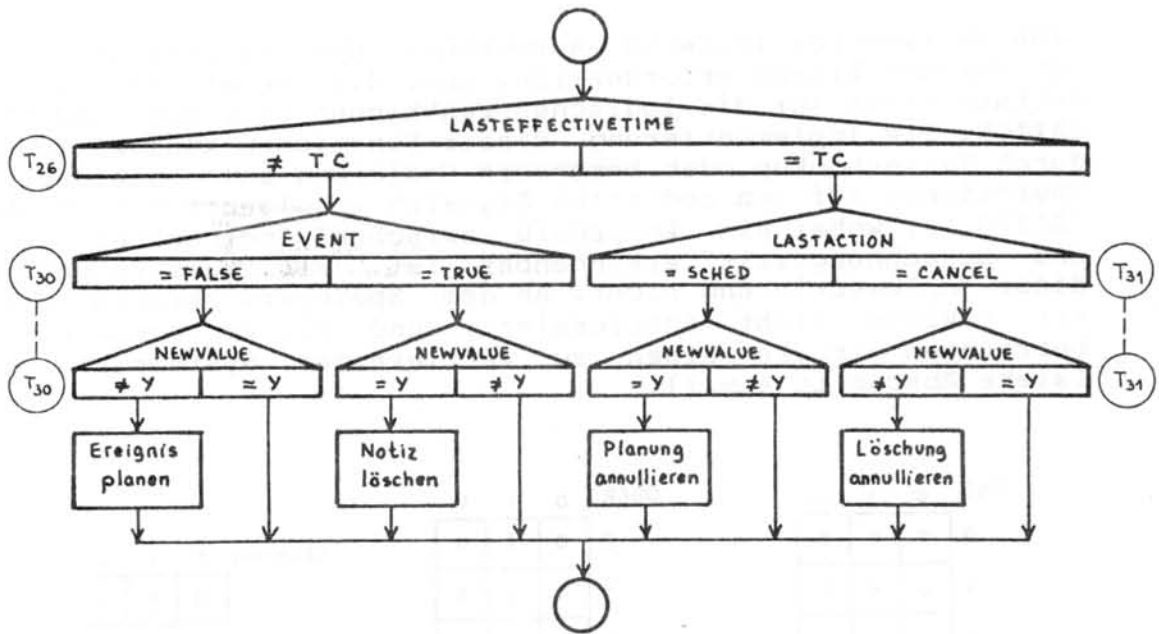 LASTEFFECTIVETIME
T26 ≠ TC = TC
EVENT LASTACTION
T30 = FALSE = TRUE = SCHED = CANCEL T31
NEWVALUE NEWVALUE NEWVALUE NEWVALUE
T30 ≠ Y = Y = Y ≠ Y = Y ≠ Y ≠ Y = Y T31
Ereignis Notiz Planung Löschung
planen löschen annullieren annullieren